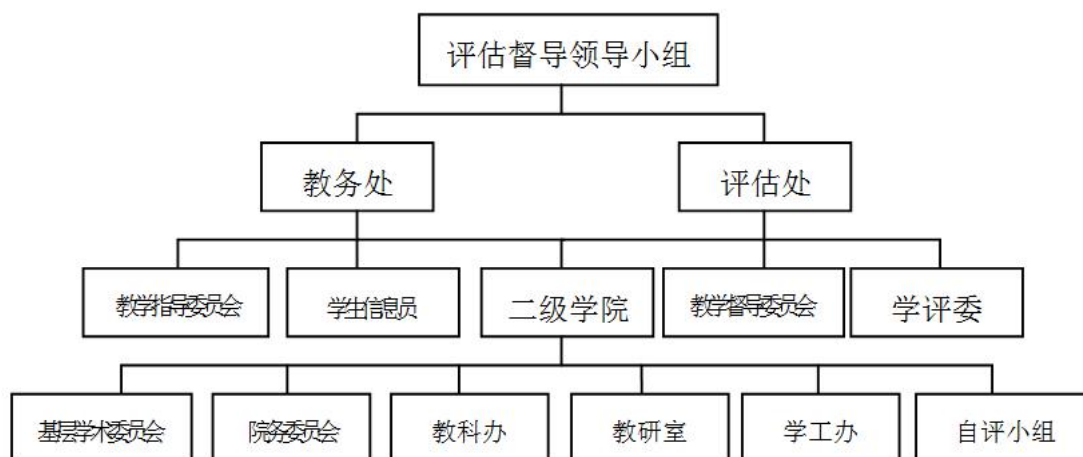 评估督导领导小组
教务处
评估处
教学指导委员会
学生信息员
二级学院
教学督导委员会
学评委
基层学术委员会
院务委员会
教科办
教研室
学工办
自评小组